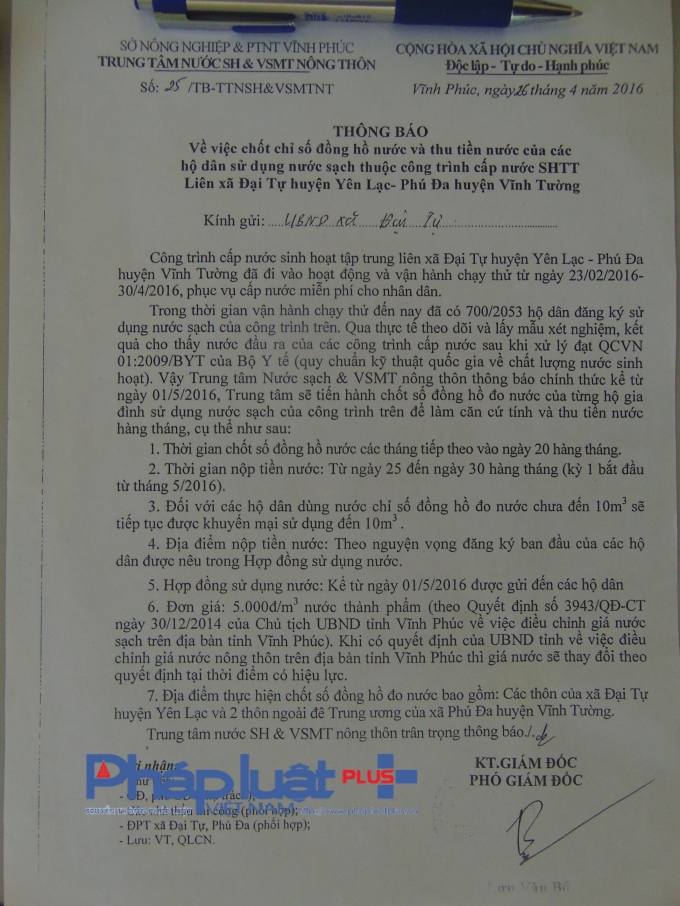 SỞ NÔNG NGHIỆP & PTNT VĨNH PHÚC
TRUNG TÂM NƯỚC SH & VSMT NÔNG THÔN
Số: 25 /TB-TTNSH&VSMTNT
CỘNG HÒA XÃ HỘI CHỦ NGHĨA VIỆT NAM
Độc lập - Tự do - Hạnh phúc
Vĩnh Phúc, ngày 26 tháng 4 năm 2016
THÔNG BÁO
Về việc chốt chỉ số đồng hồ nước và thu tiền nước của các
hộ dân sử dụng nước sạch thuộc công trình cấp nước SHTT
Liên xã Đại Tự huyện Yên Lạc- Phú Đa huyện Vĩnh Tường
Kính gửi: UBND xã Đại Tự
Công trình cấp nước sinh hoạt tập trung liên xã Đại Tự huyện Yên Lạc - Phú Đa
huyện Vĩnh Tường đã đi vào hoạt động và vận hành chạy thử từ ngày 23/02/2016-
30/4/2016, phục vụ cấp nước miễn phí cho nhân dân.
Trong thời gian vận hành chạy thử đến nay đã có 700/2053 hộ dân đăng ký sử
dụng nước sạch của công trình trên. Qua thực tế theo dõi và lấy mẫu xét nghiệm, kết
quả cho thấy nước đầu ra của các công trình cấp nước sau khi xử lý đạt QCVN
01:2009/BYT của Bộ Y tế (quy chuẩn kỹ thuật quốc gia về chất lượng nước sinh
hoạt). Vậy Trung tâm Nước sạch & VSMT nông thôn thông báo chính thức kể từ
ngày 01/5/2016, Trung tâm sẽ tiến hành chốt số đồng hồ đo nước của từng hộ gia
đình sử dụng nước sạch của công trình trên để làm căn cứ tính và thu tiền nước
hàng tháng, cụ thể như sau:
1. Thời gian chốt số đồng hồ nước các tháng tiếp theo vào ngày 20 hàng tháng.
2. Thời gian nộp tiền nước: Từ ngày 25 đến ngày 30 hàng tháng (kỳ 1 bắt đầu
từ tháng 5/2016).
3. Đối với các hộ dân dùng nước chỉ số đồng hồ đo nước chưa đến 10m³ sẽ
tiếp tục được khuyến mại sử dụng đến 10m³ .
4. Địa điểm nộp tiền nước: Theo nguyện vọng đăng ký ban đầu của các hộ
dân được nêu trong Hợp đồng sử dụng nước.
5. Hợp đồng sử dụng nước: Kể từ ngày 01/5/2016 được gửi đến các hộ dân
6. Đơn giá: 5.000đ/m³ nước thành phẩm (theo Quyết định số 3943/QĐ-CT
ngày 30/12/2014 của Chủ tịch UBND tỉnh Vĩnh Phúc về việc điều chỉnh giá nước
sạch trên địa bàn tỉnh Vĩnh Phúc). Khi có quyết định của UBND tỉnh về việc điều
chỉnh giá nước nông thôn trên địa bàn tỉnh Vĩnh Phúc thì giá nước sẽ thay đổi theo
quyết định tại thời điểm có hiệu lực.
7. Địa điểm thực hiện chốt số đồng hồ đo nước bao gồm: Các thôn của xã Đại Tự
huyện Yên Lạc và 2 thôn ngoài đê Trung ương của xã Phú Đa huyện Vĩnh Tường.
Trung tâm nước SH & VSMT nông thôn trân trọng thông báo./.
nhận:
Pháp luật PLUS
VIỆT NAM
(phối hợp);
- ĐPT xã Đại Tự, Phú Đa (phối hợp);
- Lưu: VT, QLCN.
KT.GIÁM ĐỐC
PHÓ GIÁM ĐỐC